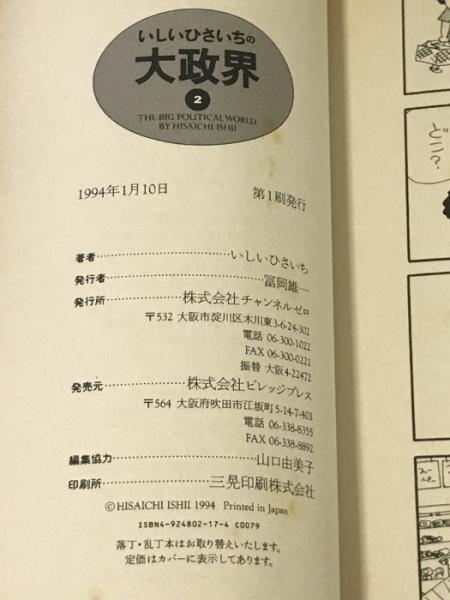 いしいひさいちの
大政界
2
THE BIG POLITICAL WORLD
BY HISAICHI ISHII
1994年1月10日 第1刷発行
著者……………………いしいひさいち
発行者……………………冨岡雄一
発行所……………株式会社チャンネルゼロ
〒532 大阪市淀川区木川東3-6-24-302
電話 06-300-1022
FAX 06-300-0221
振替 大阪4-22472
発売元……………株式会社ビレッジプレス
〒564 大阪府吹田市江坂町5-14-7-403
電話 06-338-8355
FAX 06-338-8892
編集協力……………………山口由美子
印刷所……………三晃印刷株式会社
©HISAICHI ISHII 1994 Printed in Japan
ISBN4-924802-17-4 C0079
落丁・乱丁本はお取り替えいたします。
定価はカバーに表示してあります。
どこ?